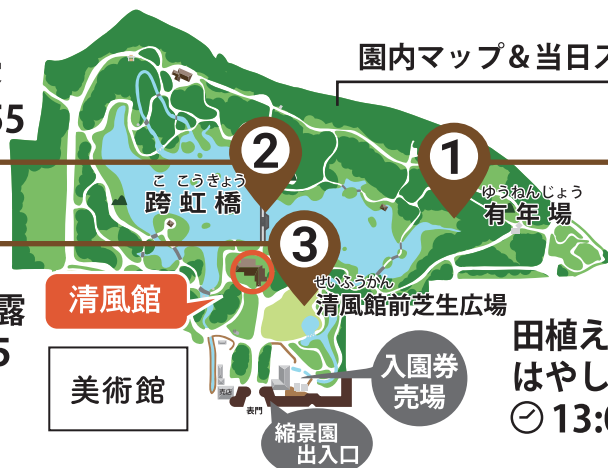 園内マップ＆当日ス
55
2
1
こ こうきょう
跨虹橋
ゆうねんじょう
有年場
3
せいふうかん
清風館前芝生広場
清風館
露
5
田植え
はやし
13:0
美術館
入園券
売場
売店
表門
縮景園
出入口